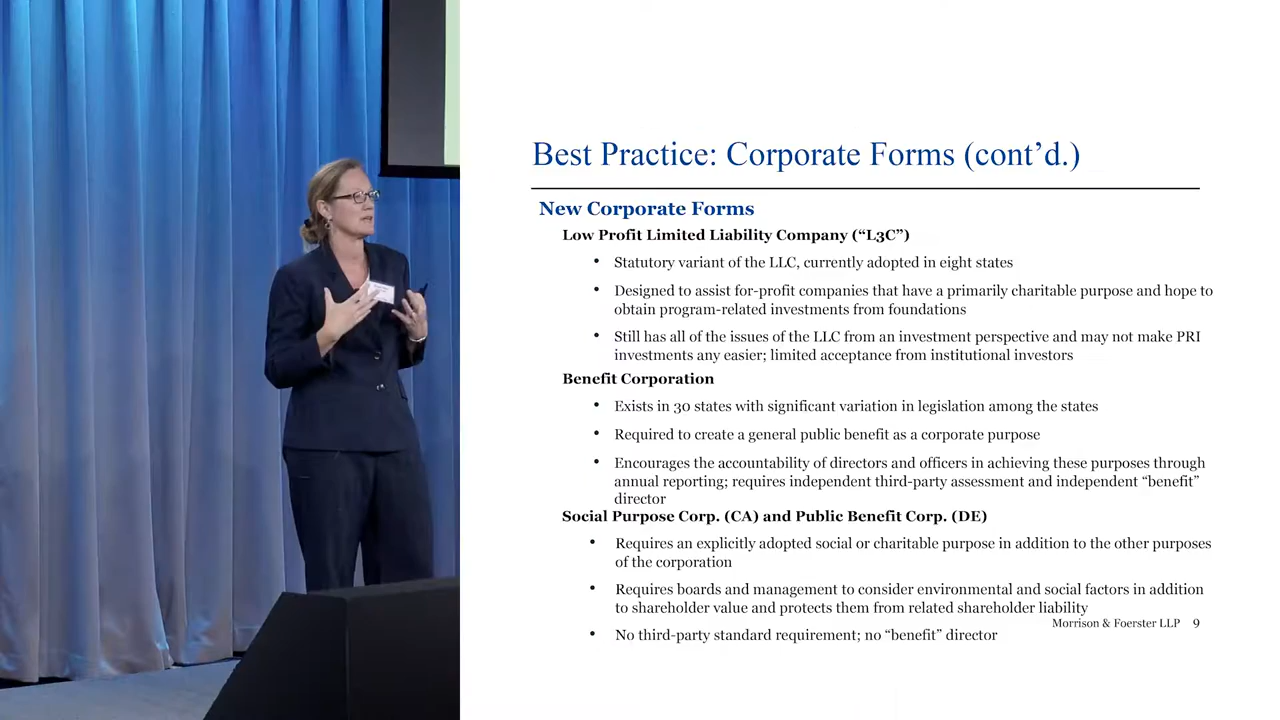 Best Practice: Corporate Forms (cont’d.)
New Corporate Forms
Low Profit Limited Liability Company (“L3C”)
• Statutory variant of the LLC, currently adopted in eight states
• Designed to assist for-profit companies that have a primarily charitable purpose and hope to
obtain program-related investments from foundations
• Still has all of the issues of the LLC from an investment perspective and may not make PRI
investments any easier; limited acceptance from institutional investors
Benefit Corporation
• Exists in 30 states with significant variation in legislation among the states
• Required to create a general public benefit as a corporate purpose
• Encourages the accountability of directors and officers in achieving these purposes through
annual reporting; requires independent third-party assessment and independent “benefit”
director
Social Purpose Corp. (CA) and Public Benefit Corp. (DE)
• Requires an explicitly adopted social or charitable purpose in addition to the other purposes
of the corporation
• Requires boards and management to consider environmental and social factors in addition
to shareholder value and protects them from related shareholder liability
• No third-party standard requirement; no “benefit” director
Morrison & Foerster LLP 9